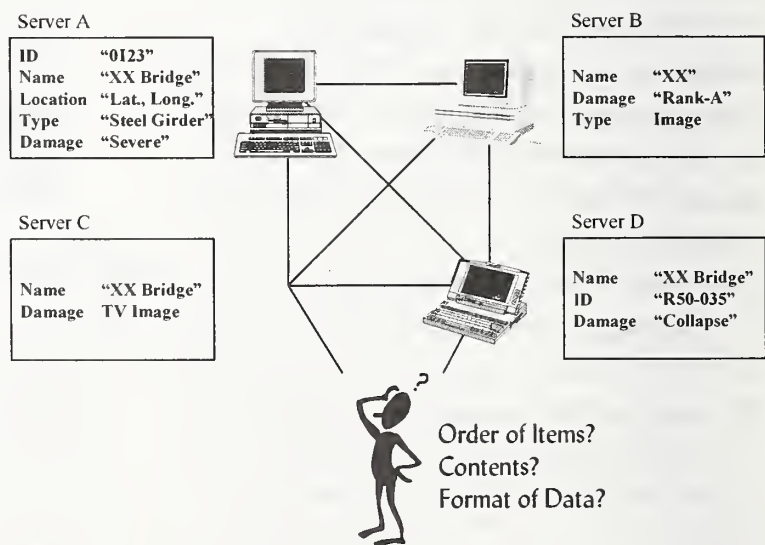 Server A
ID "0I23"
Name "XX Bridge"
Location "Lat., Long."
Type "Steel Girder"
Damage "Severe"
Server B
Name "XX"
Damage "Rank-A"
Type Image
Server C
Name "XX Bridge"
Damage TV Image
Server D
Name "XX Bridge"
ID "R50-035"
Damage "Collapse"
?
Order of Items?
Contents?
Format of Data?